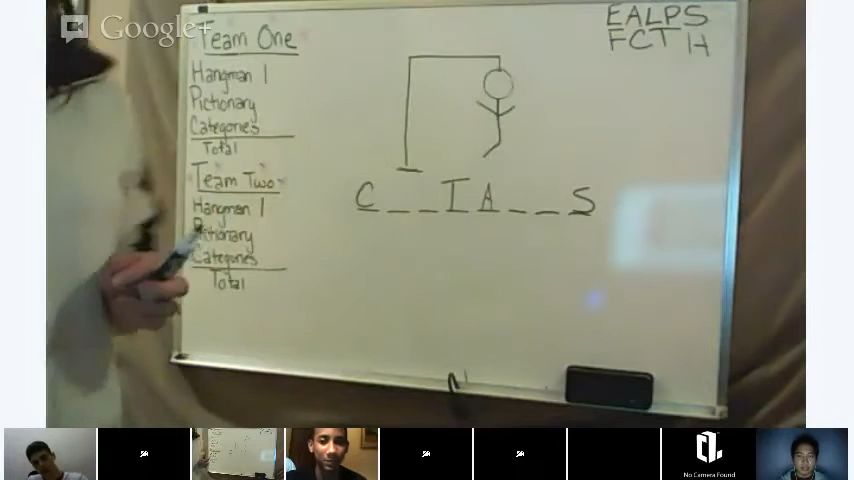 Google+
Team One
Hangman 1
Pictionary
Categories
Total
Team Two
Hangman 1
Pictionary
Categories
Total
EALPS
FCT H
C _ _ I A _ _ S
No Camera Found